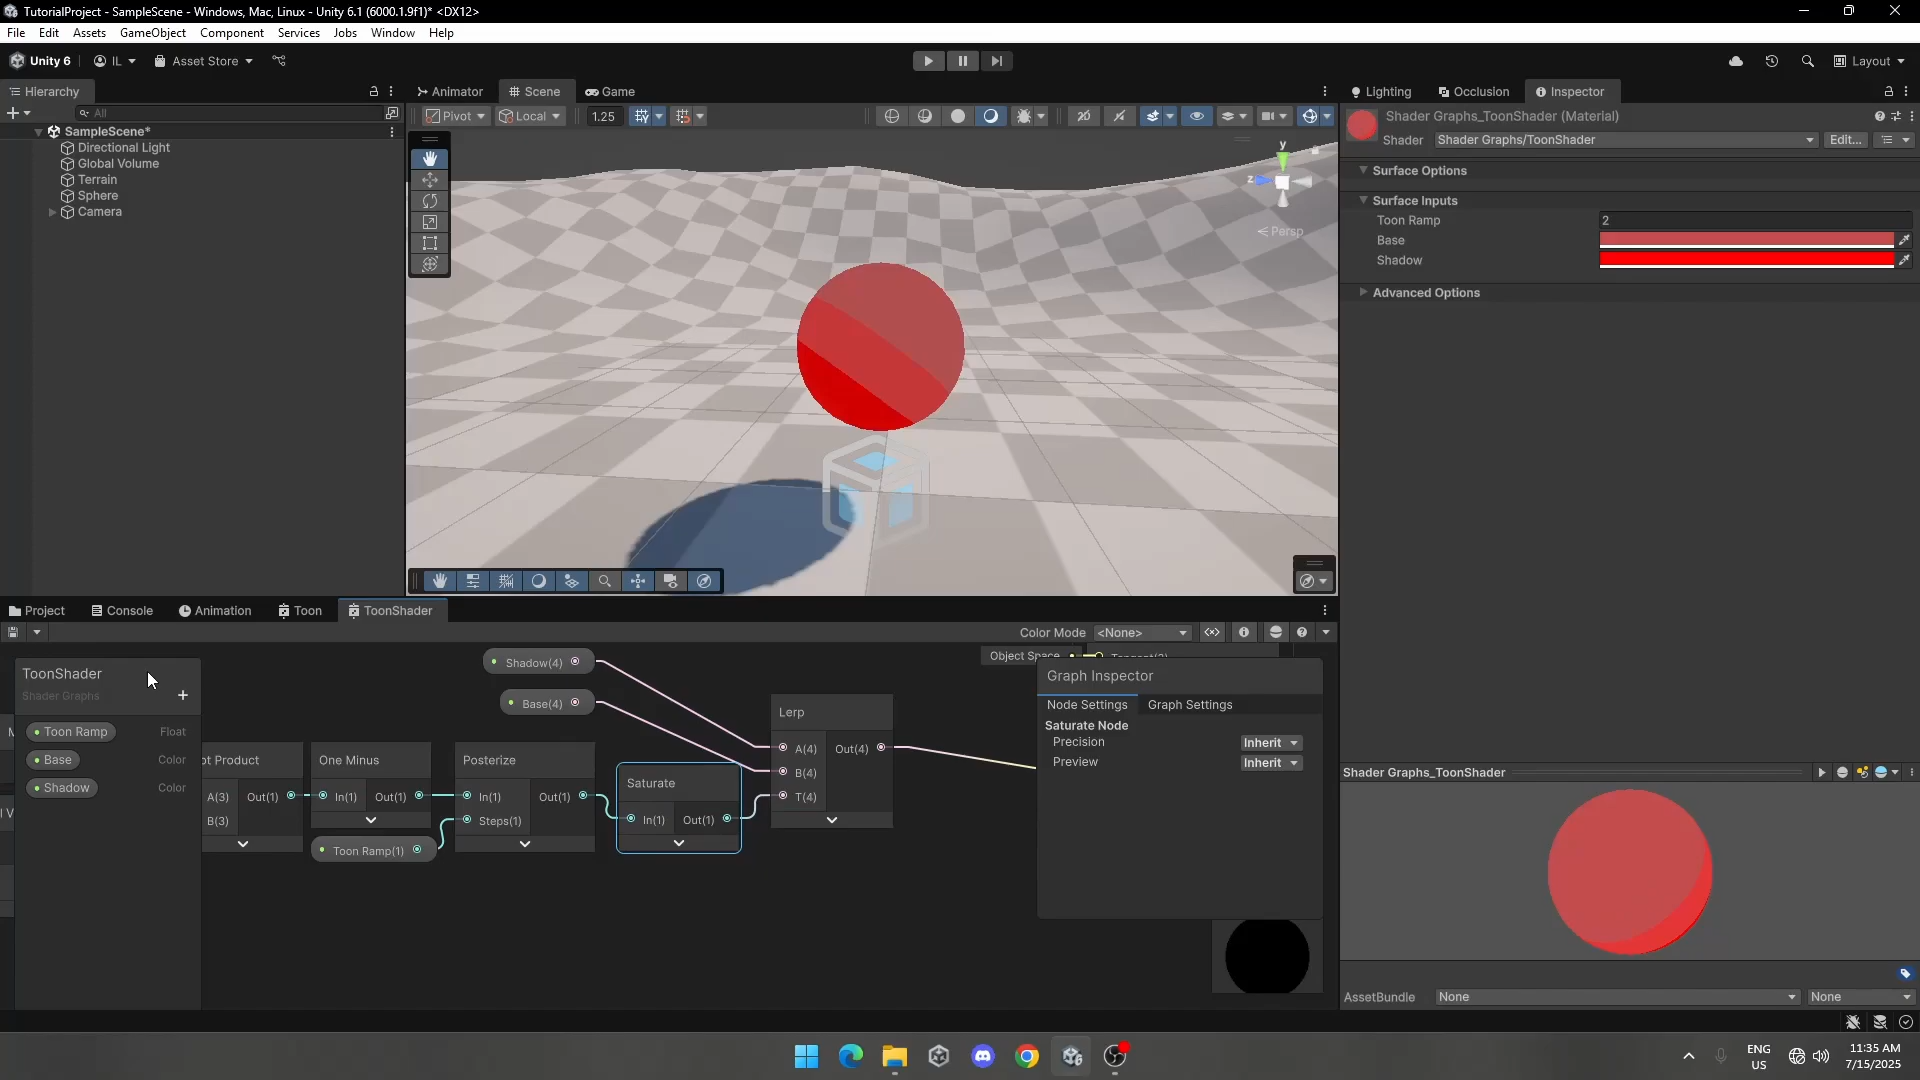 TutorialProject - SampleScene - Windows, Mac, Linux - Unity 6.1 (6000.1.9f1)* <DX12>
File Edit Assets GameObject Component Services Jobs Window Help
Unity 6 IL Asset Store Layout
Hierarchy Animator Scene Game Lighting Occlusion Inspector
All Pivot Local 1.25 Shader Graphs_ToonShader (Material)
SampleScene*
Directional Light
Global Volume
Terrain
Sphere
Camera
y
z
Persp
Shader Shader Graphs/ToonShader Edit...
Surface Options
Surface Inputs
Toon Ramp 2
Base
Shadow
Advanced Options
Project Console Animation Toon ToonShader
Color Mode <None>
ToonShader
Shader Graphs
Toon Ramp Float
Base Color
Shadow Color
Shadow(4)
Base(4)
Object Space Tangent(3)
ot Product
A(3) Out(1)
B(3)
One Minus
In(1) Out(1)
Toon Ramp(1)
Posterize
In(1) Out(1)
Steps(1)
Saturate
In(1) Out(1)
Lerp
A(4) Out(4)
B(4)
T(4)
Graph Inspector
Node Settings Graph Settings
Saturate Node
Precision Inherit
Preview Inherit
Shader Graphs_ToonShader
AssetBundle None None
ENG
US
11:35 AM
7/15/2025